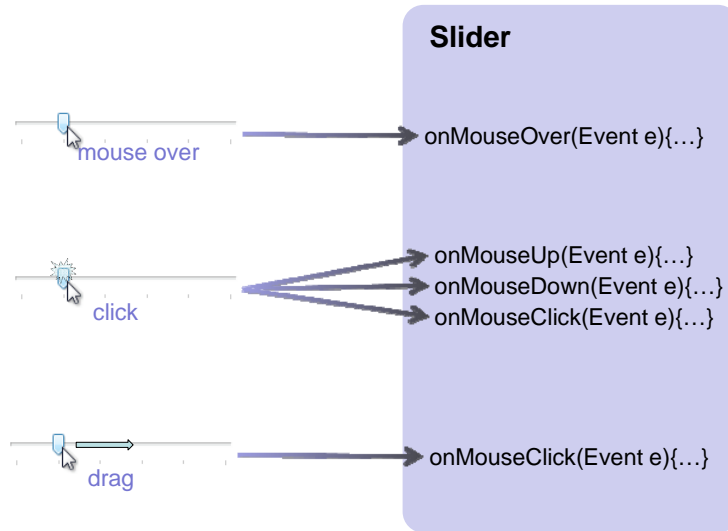 Slider
mouse over
onMouseOver(Event e){…}
click
onMouseUp(Event e){…}
onMouseDown(Event e){…}
onMouseClick(Event e){…}
drag
onMouseClick(Event e){…}